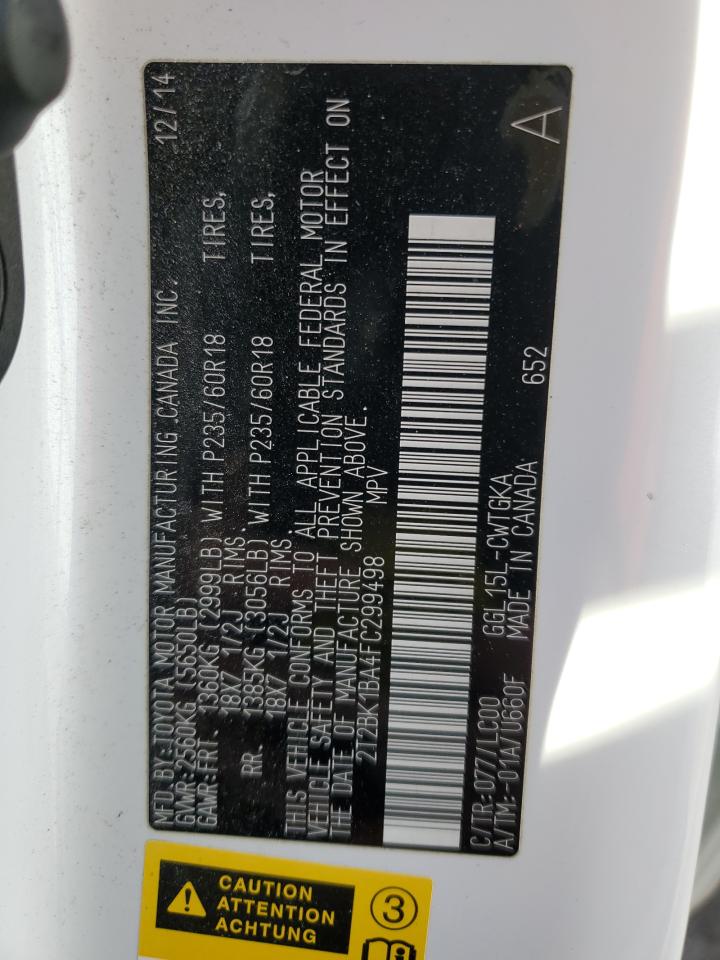 MFD.BY:TOYOTA MOTOR MANUFACTURING CANADA INC. 12/14
GVWR:2560KG (5650LB)
GAWR:FRT. 1360KG (2999LB) WITH P235/60R18 TIRES,
18X7 1/2J RIMS.
RR. 1385KG (3056LB) WITH P235/60R18 TIRES,
18X7 1/2J RIMS.
THIS VEHICLE CONFORMS TO ALL APPLICABLE FEDERAL MOTOR
VEHICLE SAFETY AND THEFT PREVENTION STANDARDS IN EFFECT ON
THE DATE OF MANUFACTURE SHOWN ABOVE.
2T2BK1BA4FC299498 MPV
C/TR:077/LC00 GGL15L-CWTGKA 652 A
A/TM:-01A/U660F MADE IN CANADA
CAUTION
ATTENTION
ACHTUNG
3